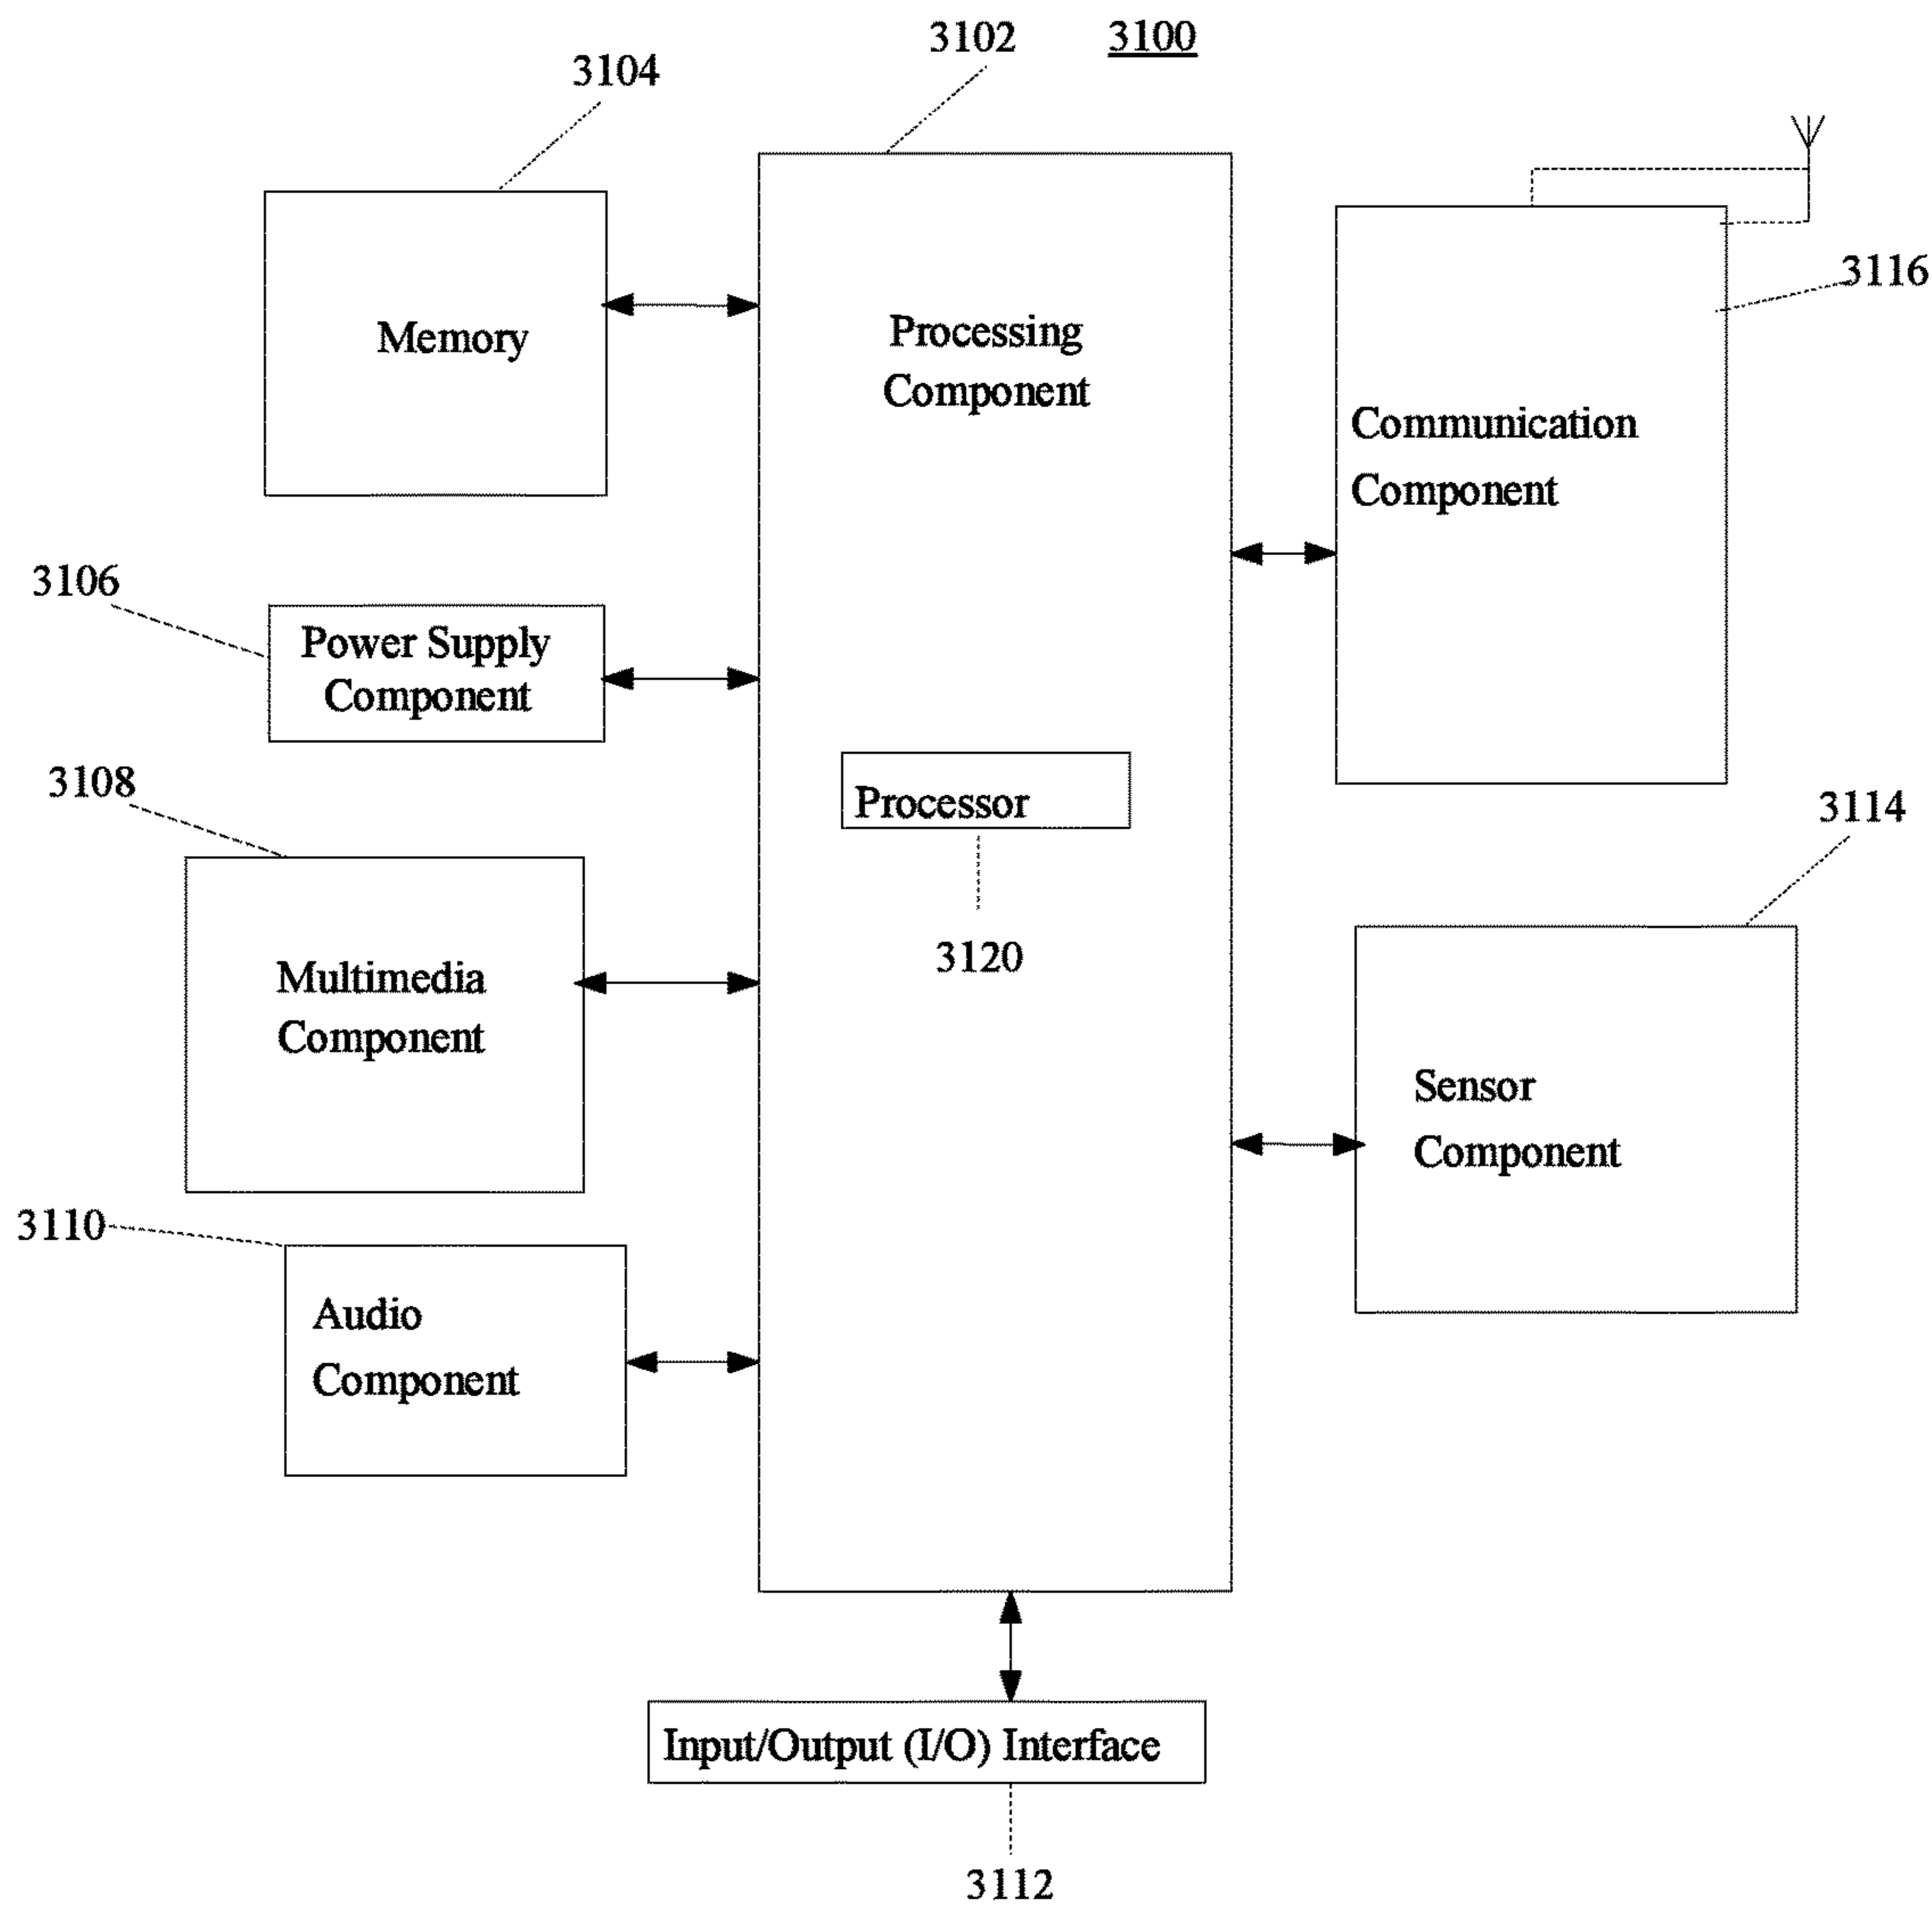 3102
3100
3104
3116
Memory
Processing
Component
Communication
Component
3106
Power Supply
Component
3108
Processor
3114
3120
Multimedia
Component
Sensor
Component
3110
Audio
Component
Input/Output (I/O) Interface
3112